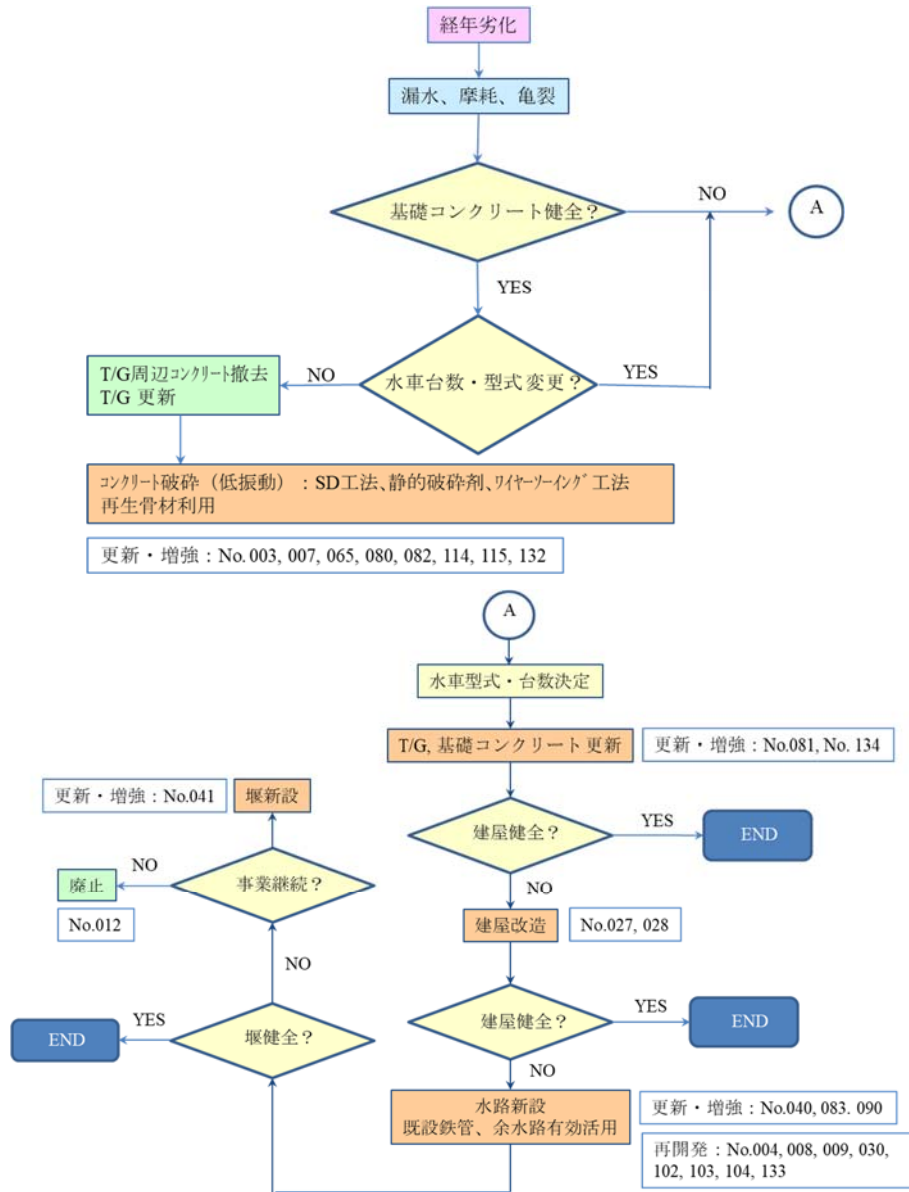 経年劣化
漏水、摩耗、亀裂
基礎コンクリート健全？
NO
A
YES
水車台数・型式変更？
YES
NO
T/G周辺コンクリート撤去
T/G 更新
コンクリート破砕（低振動）：SD工法、静的破砕剤、ワイヤーソーイング工法
再生骨材利用
更新・増強：No.003, 007, 065, 080, 082, 114, 115, 132
A
水車型式・台数決定
T/G, 基礎コンクリート更新
更新・増強：No.081, No. 134
建屋健全？
YES
END
NO
建屋改造
No.027, 028
建屋健全？
YES
END
NO
水路新設
既設鉄管、余水路有効活用
更新・増強：No.040, 083. 090
再開発：No.004, 008, 009, 030,
102, 103, 104, 133
堰健全？
YES
END
NO
事業継続？
NO
廃止
No.012
堰新設
更新・増強：No.041